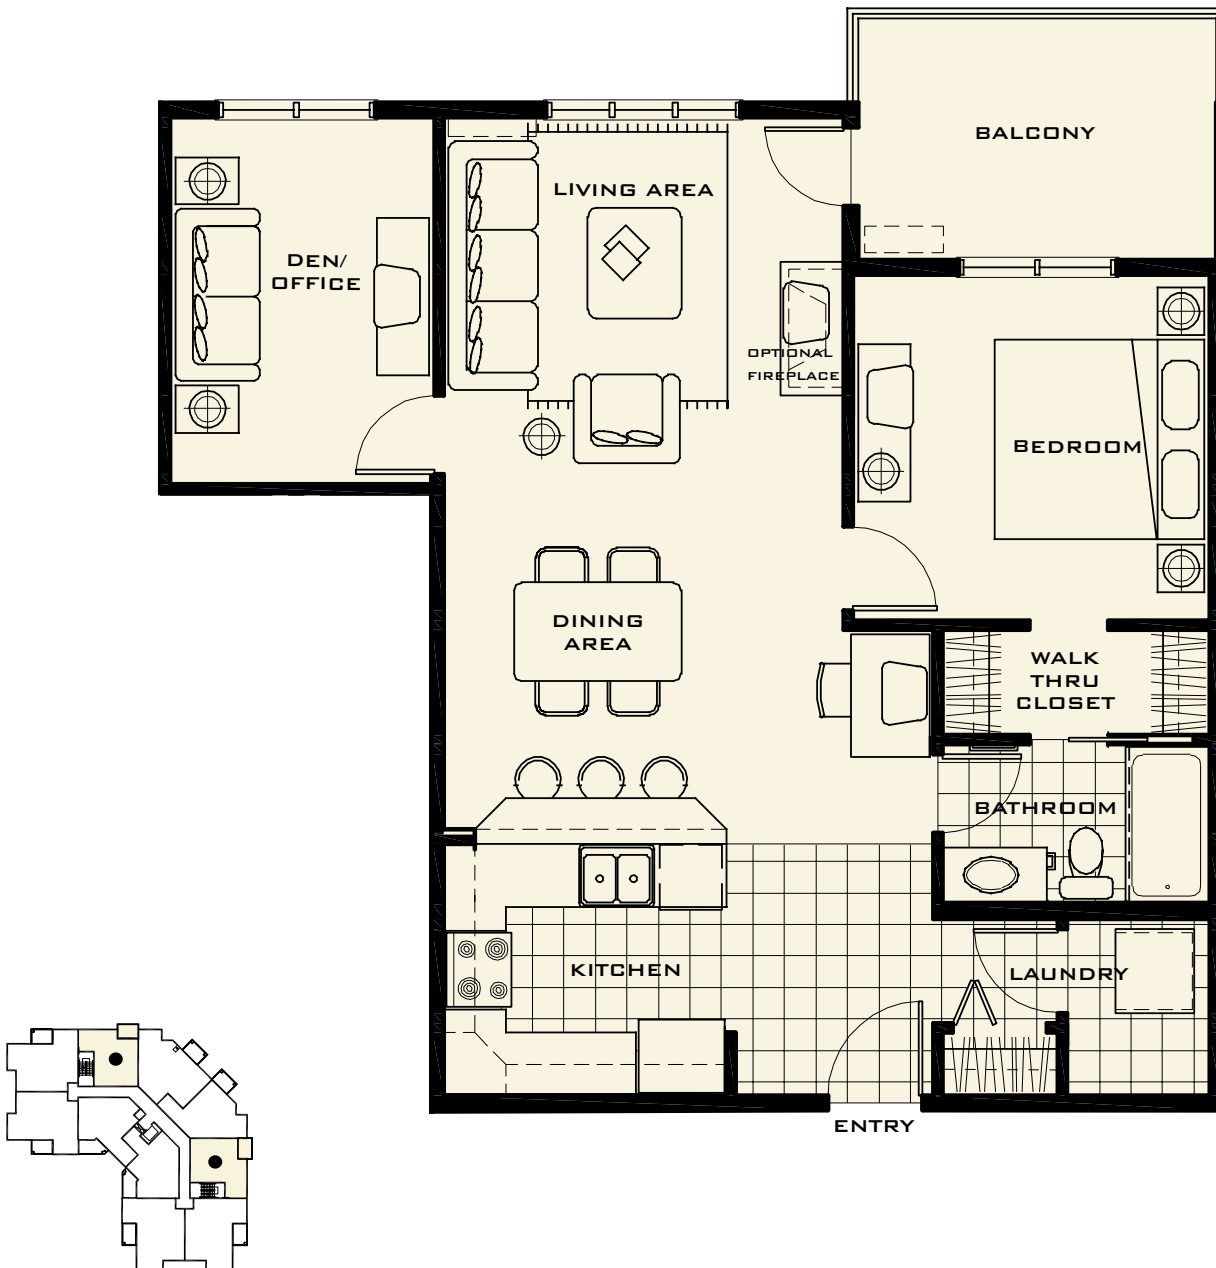 BALCONY
LIVING AREA
DEN/
OFFICE
OPTIONAL
FIREPLACE
BEDROOM
DINING
AREA
WALK
THRU
CLOSET
BATHROOM
KITCHEN
LAUNDRY
ENTRY